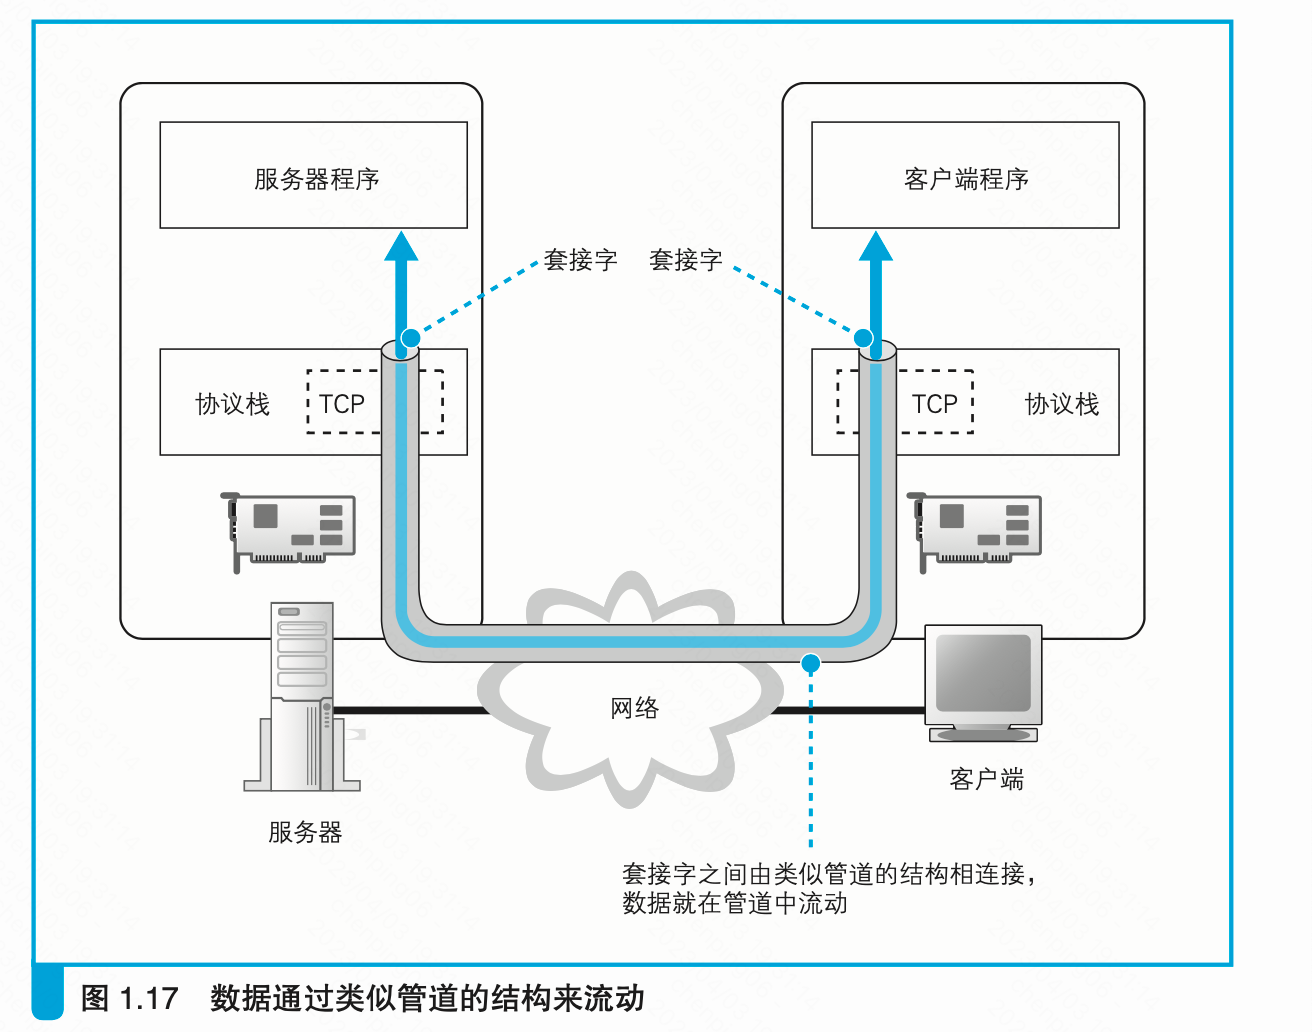 服务器程序
客户端程序
套接字
套接字
协议栈
TCP
TCP
协议栈
网络
客户端
服务器
套接字之间由类似管道的结构相连接，
数据就在管道中流动
图 1.17 数据通过类似管道的结构来流动